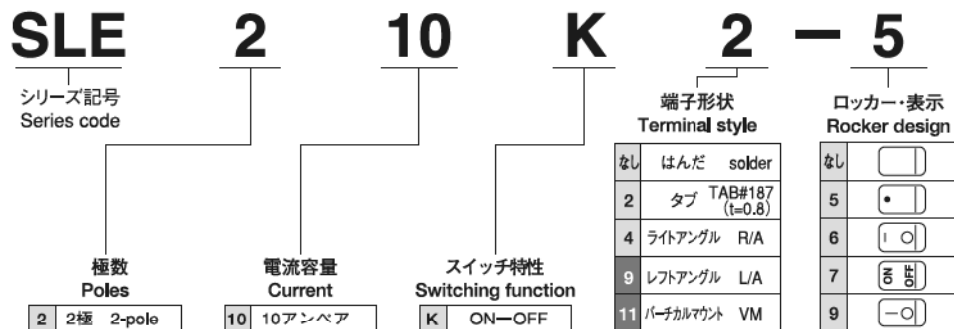 SLE 2 10 K 2 - 5
シリーズ記号
Series code
極数
Poles
2 2極 2-pole
電流容量
Current
10 10アンペア
スイッチ特性
Switching function
K ON－OFF
端子形状
Terminal style
なし はんだ solder
2 タブ TAB#187
(t=0.8)
4 ライトアングル R/A
9 レフトアングル L/A
11 バーチカルマウント VM
ロッカー・表示
Rocker design
なし
5
6 － ○
7 ON OFF
9 － ○